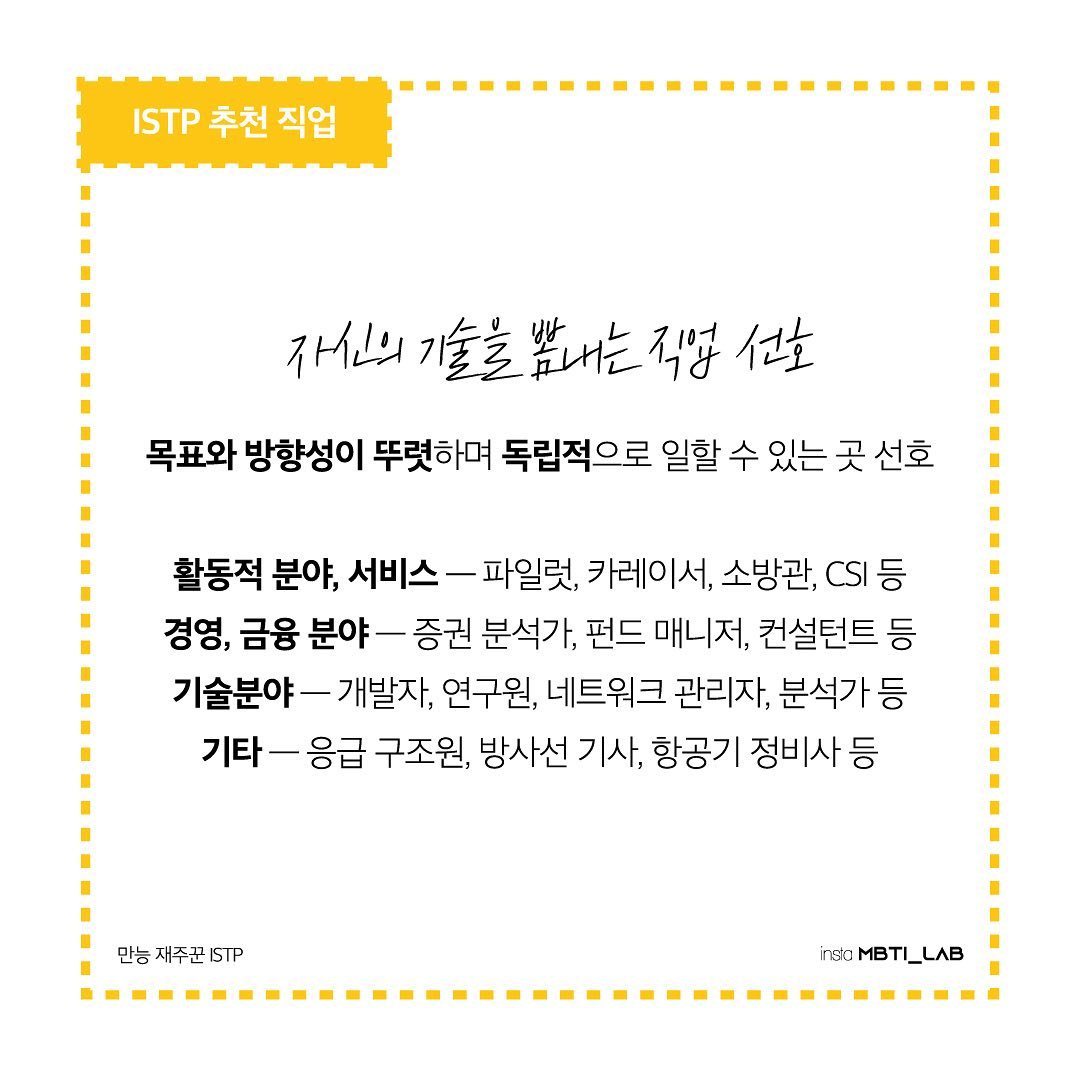 ISTP 추천 직업
자신의 기술을 뽐내는 직업 선호
목표와 방향성이 뚜렷하며 독립적으로 일할 수 있는 곳 선호
활동적 분야, 서비스 — 파일럿, 카레이서, 소방관, CSI 등
경영, 금융 분야 — 증권 분석가, 펀드 매니저, 컨설턴트 등
기술분야 — 개발자, 연구원, 네트워크 관리자, 분석가 등
기타 — 응급 구조원, 방사선 기사, 항공기 정비사 등
만능 재주꾼 ISTP
insta MBTI_LAB